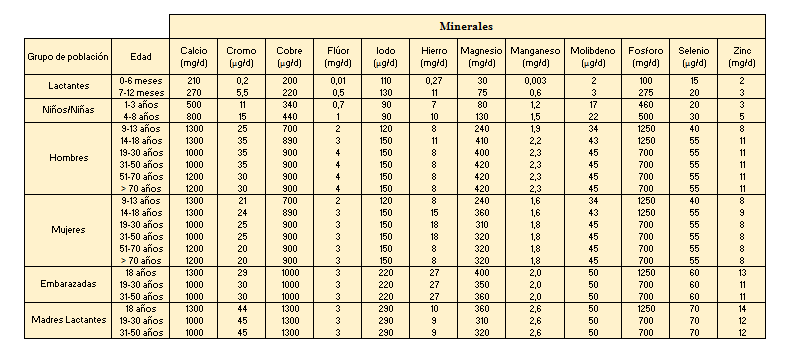 Minerales
Grupo de población Edad Calcio (mg/d) Cromo (µg/d) Cobre (µg/d) Flúor (mg/d) Iodo (µg/d) Hierro (mg/d) Magnesio (mg/d) Manganeso (mg/d) Molibdeno (µg/d) Fosforo (mg/d) Selenio (µg/d) Zinc (mg/d)
Lactantes
0-6 meses 210 0,2 200 0,01 110 0,27 30 0,003 2 100 15 2
7-12 meses 270 5,5 220 0,5 130 11 75 0,6 3 275 20 3
Niños/Niñas
1-3 años 500 11 340 0,7 90 7 80 1,2 17 460 20 3
4-8 años 800 15 440 1 90 10 130 1,5 22 500 30 5
Hombres
9-13 años 1300 25 700 2 120 8 240 1,9 34 1250 40 8
14-18 años 1300 35 890 3 150 11 410 2,2 43 1250 55 11
19-30 años 1000 35 900 4 150 8 400 2,3 45 700 55 11
31-50 años 1000 35 900 4 150 8 420 2,3 45 700 55 11
51-70 años 1200 30 900 4 150 8 420 2,3 45 700 55 11
> 70 años 1200 30 900 4 150 8 420 2,3 45 700 55 11
Mujeres
9-13 años 1300 21 700 2 120 8 240 1,6 34 1250 40 8
14-18 años 1300 24 890 3 150 15 360 1,6 43 1250 55 9
19-30 años 1000 25 900 3 150 18 310 1,8 45 700 55 8
31-50 años 1000 25 900 3 150 18 320 1,8 45 700 55 8
51-70 años 1200 20 900 3 150 8 320 1,8 45 700 55 8
> 70 años 1200 20 900 3 150 8 320 1,8 45 700 55 8
Embarazadas
18 años 1300 29 1000 3 220 27 400 2,0 50 1250 60 13
19-30 años 1000 30 1000 3 220 27 350 2,0 50 700 60 11
31-50 años 1000 30 1000 3 220 27 360 2,0 50 700 60 11
Madres Lactantes
18 años 1300 44 1300 3 290 10 360 2,6 50 1250 70 14
19-30 años 1000 45 1300 3 290 9 310 2,6 50 700 70 12
31-50 años 1000 45 1300 3 290 9 320 2,6 50 700 70 12